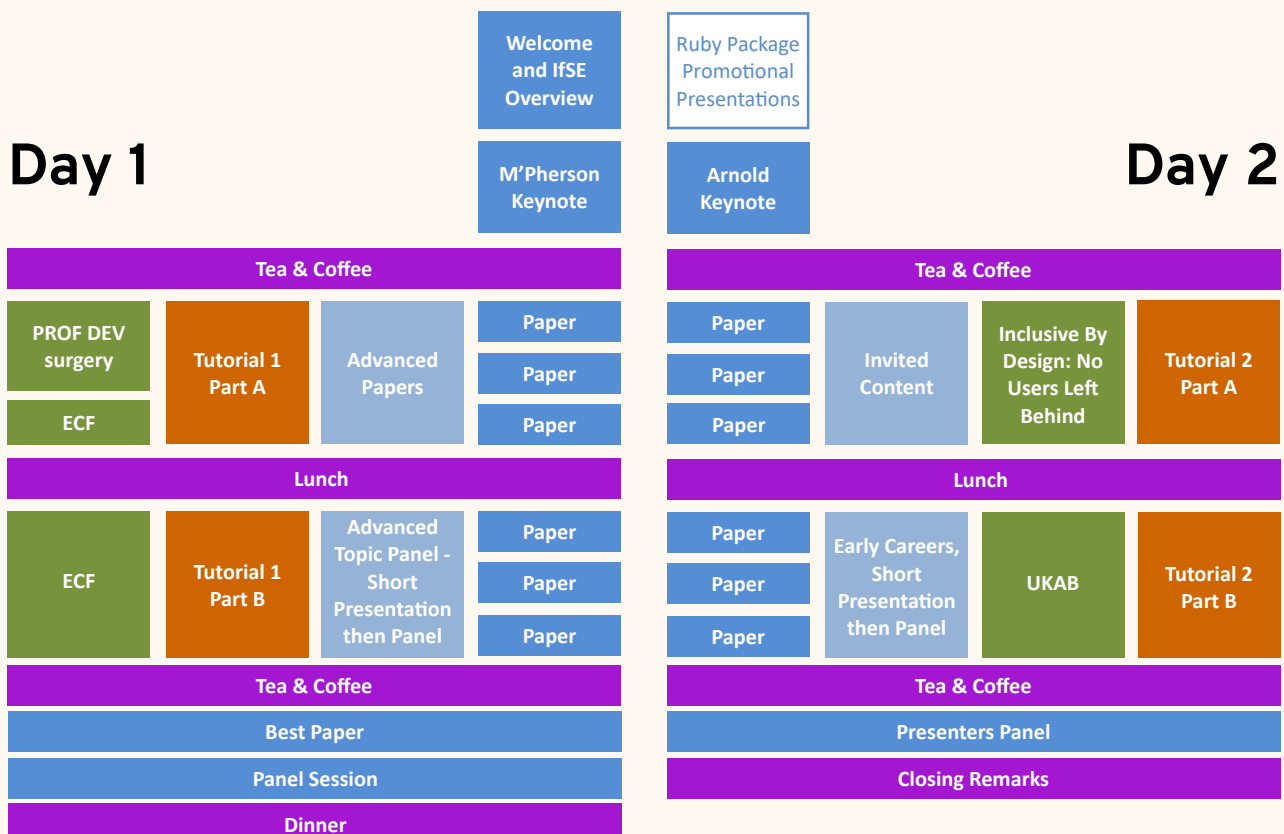 Day 1
Welcome
and IfSE
Overview
M’Pherson
Keynote
Tea & Coffee
PROF DEV
surgery
ECF
Tutorial 1
Part A
Advanced
Papers
Paper
Paper
Paper
Lunch
ECF
Tutorial 1
Part B
Advanced
Topic Panel -
Short
Presentation
then Panel
Paper
Paper
Paper
Tea & Coffee
Best Paper
Panel Session
Dinner
Day 2
Ruby Package
Promotional
Presentations
Arnold
Keynote
Tea & Coffee
Paper
Paper
Paper
Invited
Content
Inclusive By
Design: No
Users Left
Behind
Tutorial 2
Part A
Lunch
Paper
Paper
Paper
Early Careers,
Short
Presentation
then Panel
UKAB
Tutorial 2
Part B
Tea & Coffee
Presenters Panel
Closing Remarks